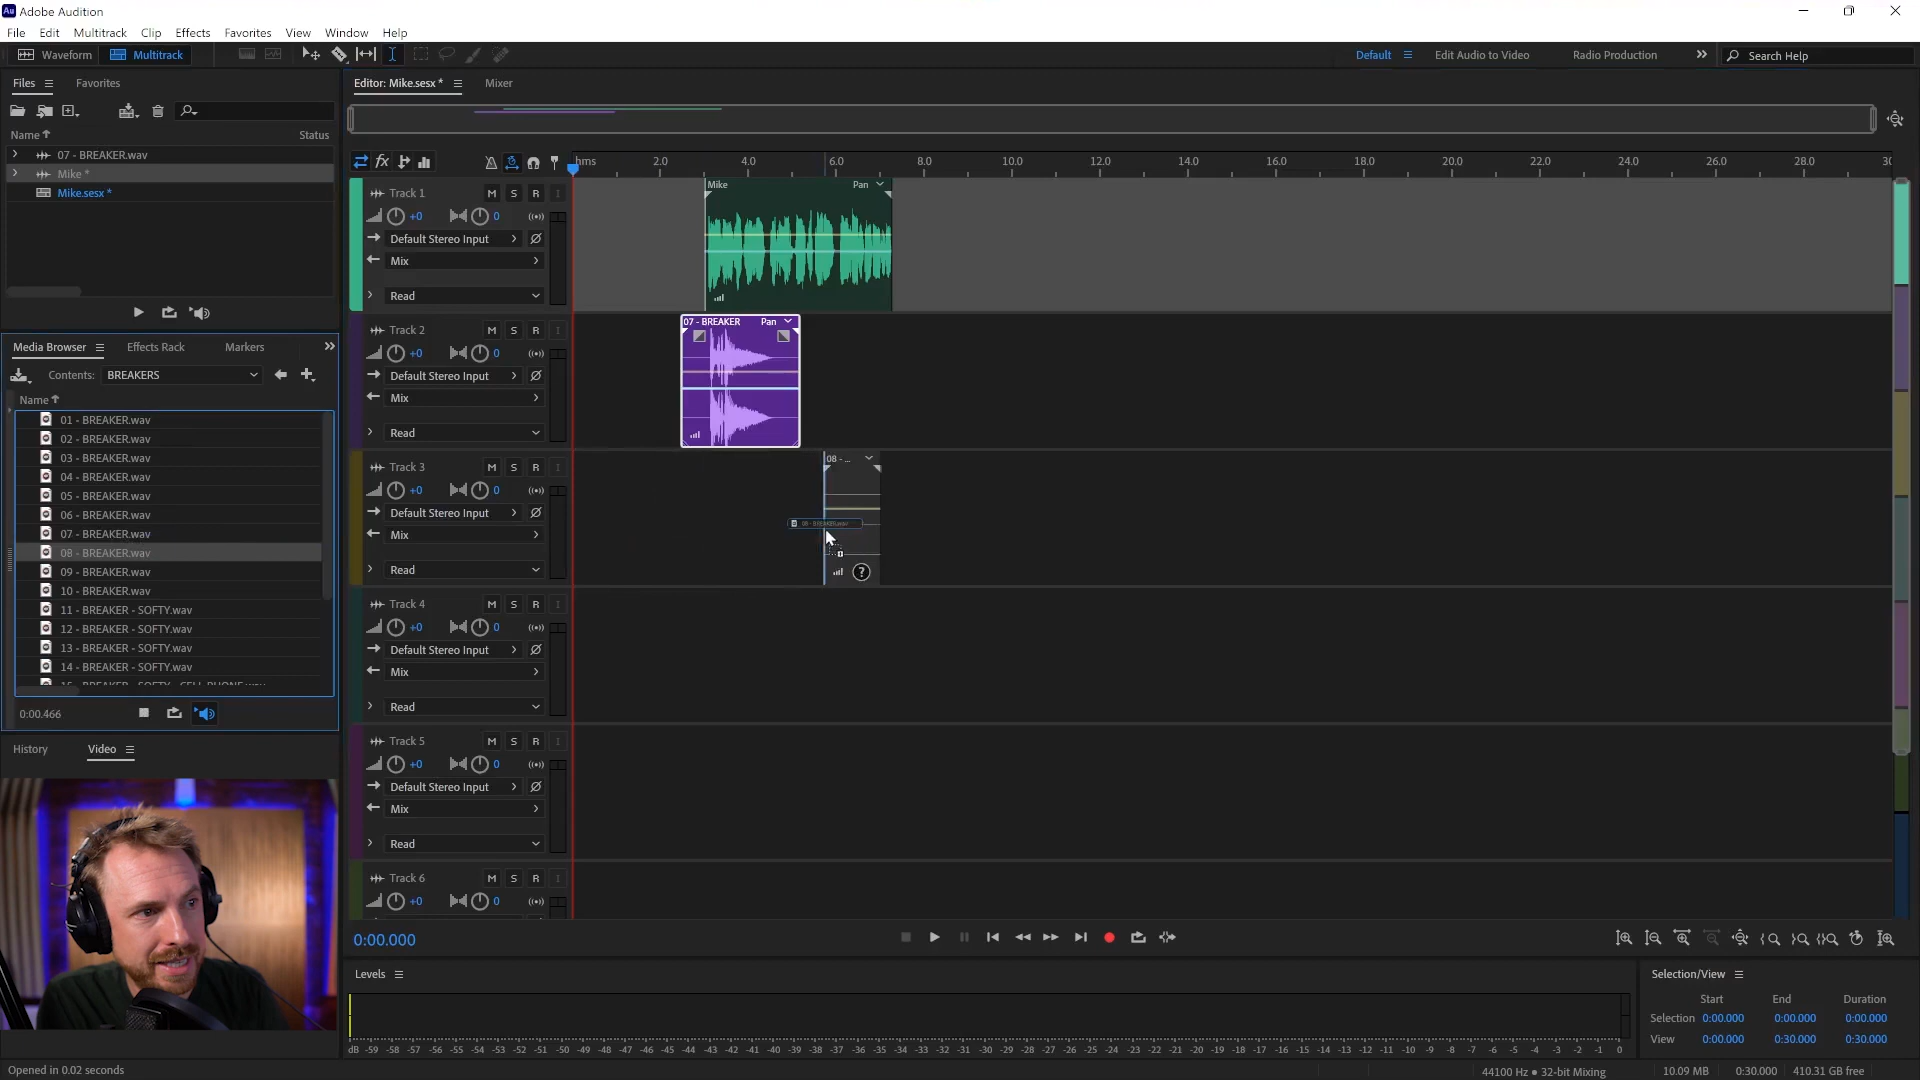 Au Adobe Audition
File Edit Multitrack Clip Effects Favorites View Window Help
Waveform Multitrack Default Edit Audio to Video Radio Production Search Help
Files Favorites
Name Status
07 - BREAKER.wav
Mike *
Mike.sesx *
Media Browser Effects Rack Markers
Contents: BREAKERS
Name
01 - BREAKER.wav
02 - BREAKER.wav
03 - BREAKER.wav
04 - BREAKER.wav
05 - BREAKER.wav
06 - BREAKER.wav
07 - BREAKER.wav
08 - BREAKER.wav
09 - BREAKER.wav
10 - BREAKER.wav
11 - BREAKER - SOFTY.wav
12 - BREAKER - SOFTY.wav
13 - BREAKER - SOFTY.wav
14 - BREAKER - SOFTY.wav
15 - BREAKER - SOFTY - CELL PHONE.wav
0:00.466
History Video
Editor: Mike.sesx * Mixer
fx hms 2.0 4.0 6.0 8.0 10.0 12.0 14.0 16.0 18.0 20.0 22.0 24.0 26.0 28.0 30
Track 1 M S R I
+0 0
Default Stereo Input
Mix
Read
Mike Pan
Track 2 M S R I
+0 0
Default Stereo Input
Mix
Read
07 - BREAKER Pan
Track 3 M S R I
+0 0
Default Stereo Input
Mix
Read
08 - ...
08 - BREAKER.wav
?
Track 4 M S R I
+0 0
Default Stereo Input
Mix
Read
Track 5 M S R I
+0 0
Default Stereo Input
Mix
Read
Track 6 M S R I
+0 0
0:00.000
Levels
dB -59 -58 -57 -56 -55 -54 -53 -52 -51 -50 -49 -48 -47 -46 -45 -44 -43 -42 -41 -40 -39 -38 -37 -36 -35 -34 -33 -32 -31 -30 -29 -28 -27 -26 -25 -24 -23 -22 -21 -20 -19 -18 -17 -16 -15 -14 -13 -12 -11 -10 -9 -8 -7 -6 -5 -4 -3 -2 -1 0
Selection/View
Start End Duration
Selection 0:00.000 0:00.000 0:00.000
View 0:00.000 0:30.000 0:30.000
Opened in 0.02 seconds
44100 Hz • 32-bit Mixing 10.09 MB 0:30.000 410.31 GB free